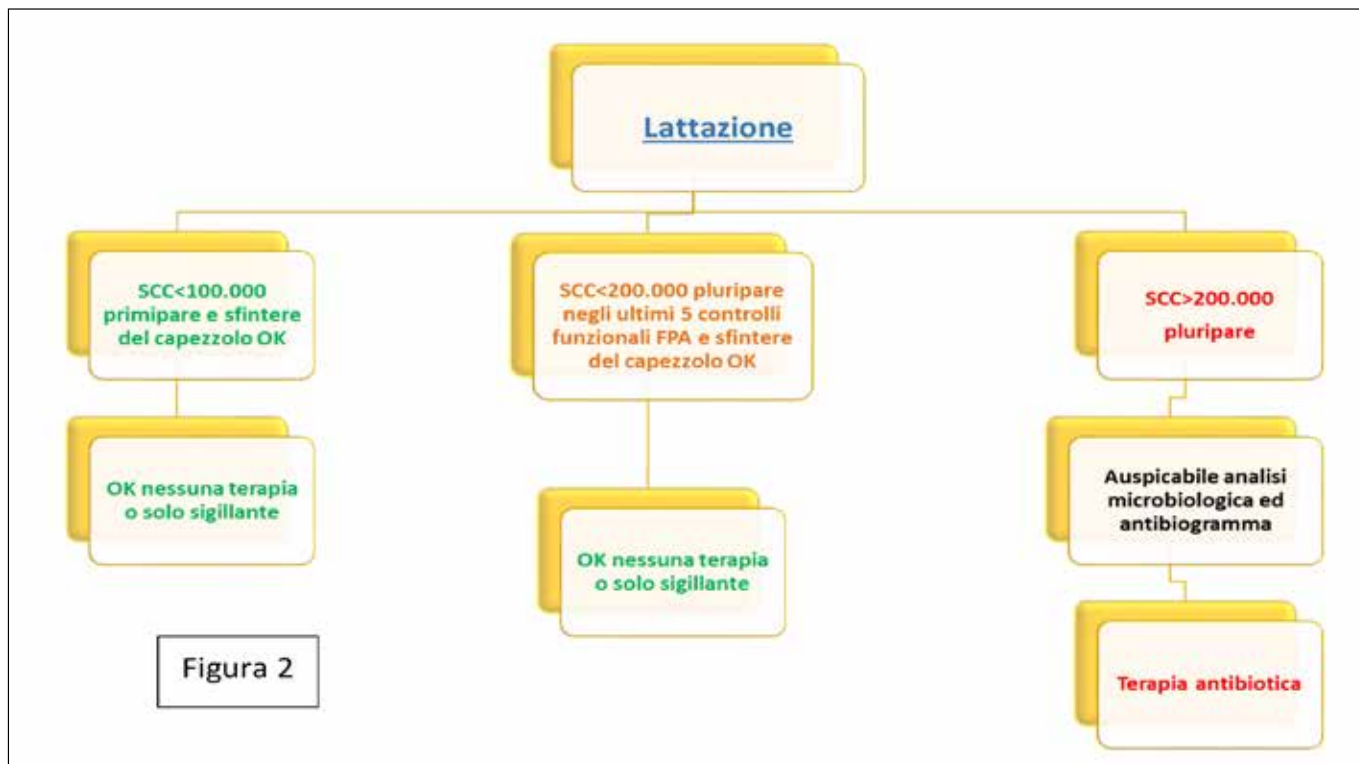 Lattazione
SCC<100.000
primipare e sfintere
del capezzolo OK
SCC<200.000 pluripare
negli ultimi 5 controlli
funzionali FPA e sfintere
del capezzolo OK
SCC>200.000
pluripare
OK nessuna terapia
o solo sigillante
OK nessuna terapia
o solo sigillante
Auspicabile analisi
microbiologica ed
antibiogramma
Terapia antibiotica
Figura 2